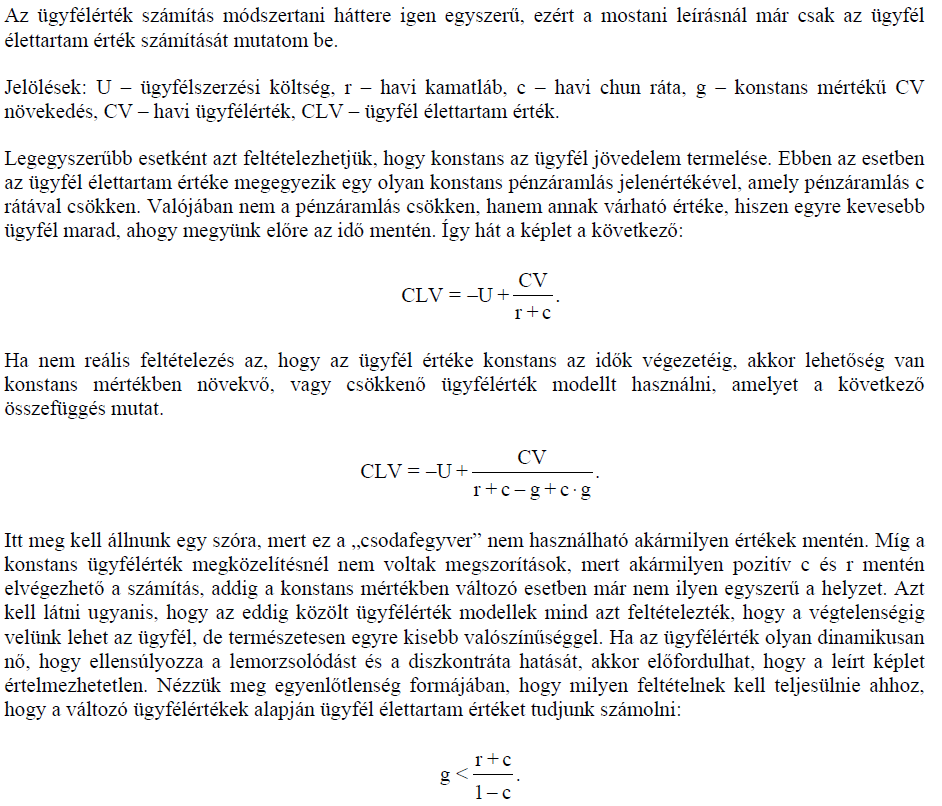 Az ügyfélérték számítás módszertani háttere igen egyszerű, ezért a mostani leírásnál már csak az ügyfél
élettartam érték számítását mutatom be.
Jelölések: U – ügyfélszerzési költség, r – havi kamatláb, c – havi chun ráta, g – konstans mértékű CV
növekedés, CV – havi ügyfélérték, CLV – ügyfél élettartam érték.
Legegyszerűbb esetként azt feltételezhetjük, hogy konstans az ügyfél jövedelem termelése. Ebben az esetben
az ügyfél élettartam értéke megegyezik egy olyan konstans pénzáramlás jelenértékével, amely pénzáramlás c
rátával csökken. Valójában nem a pénzáramlás csökken, hanem annak várható értéke, hiszen egyre kevesebb
ügyfél marad, ahogy megyünk előre az idő mentén. Így hát a képlet a következő:
CLV = –U + CV / r + c .
Ha nem reális feltételezés az, hogy az ügyfél értéke konstans az idők végezetéig, akkor lehetőség van
konstans mértékben növekvő, vagy csökkenő ügyfélérték modellt használni, amelyet a következő
összefüggés mutat.
CLV = –U + CV / r + c – g + c · g .
Itt meg kell állnunk egy szóra, mert ez a „csodafegyver” nem használható akármilyen értékek mentén. Míg a
konstans ügyfélérték megközelítésnél nem voltak megszorítások, mert akármilyen pozitív c és r mentén
elvégezhető a számítás, addig a konstans mértékben változó esetben már nem ilyen egyszerű a helyzet. Azt
kell látni ugyanis, hogy az eddig közölt ügyfélérték modellek mind azt feltételezték, hogy a végtelenségig
velünk lehet az ügyfél, de természetesen egyre kisebb valószínűséggel. Ha az ügyfélérték olyan dinamikusan
nő, hogy ellensúlyozza a lemorzsolódást és a diszkontráta hatását, akkor előfordulhat, hogy a leírt képlet
értelmezhetetlen. Nézzük meg egyenlőtlenség formájában, hogy milyen feltételnek kell teljesülnie ahhoz,
hogy a változó ügyfélértékek alapján ügyfél élettartam értéket tudjunk számolni:
g < r + c / 1 – c .